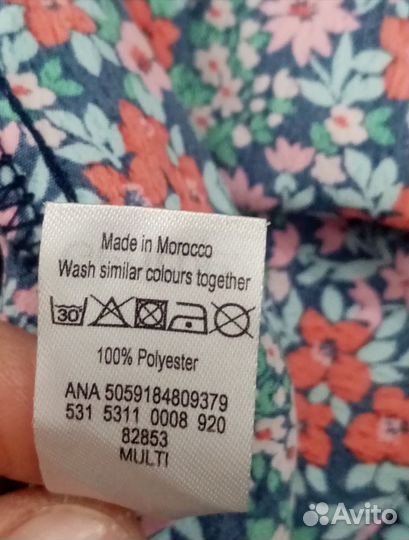 Made in Morocco
Wash similar colours together
30°
100% Polyester
ANA 5059184809379
531 5311 0008 920
82853
MULTI
Avito